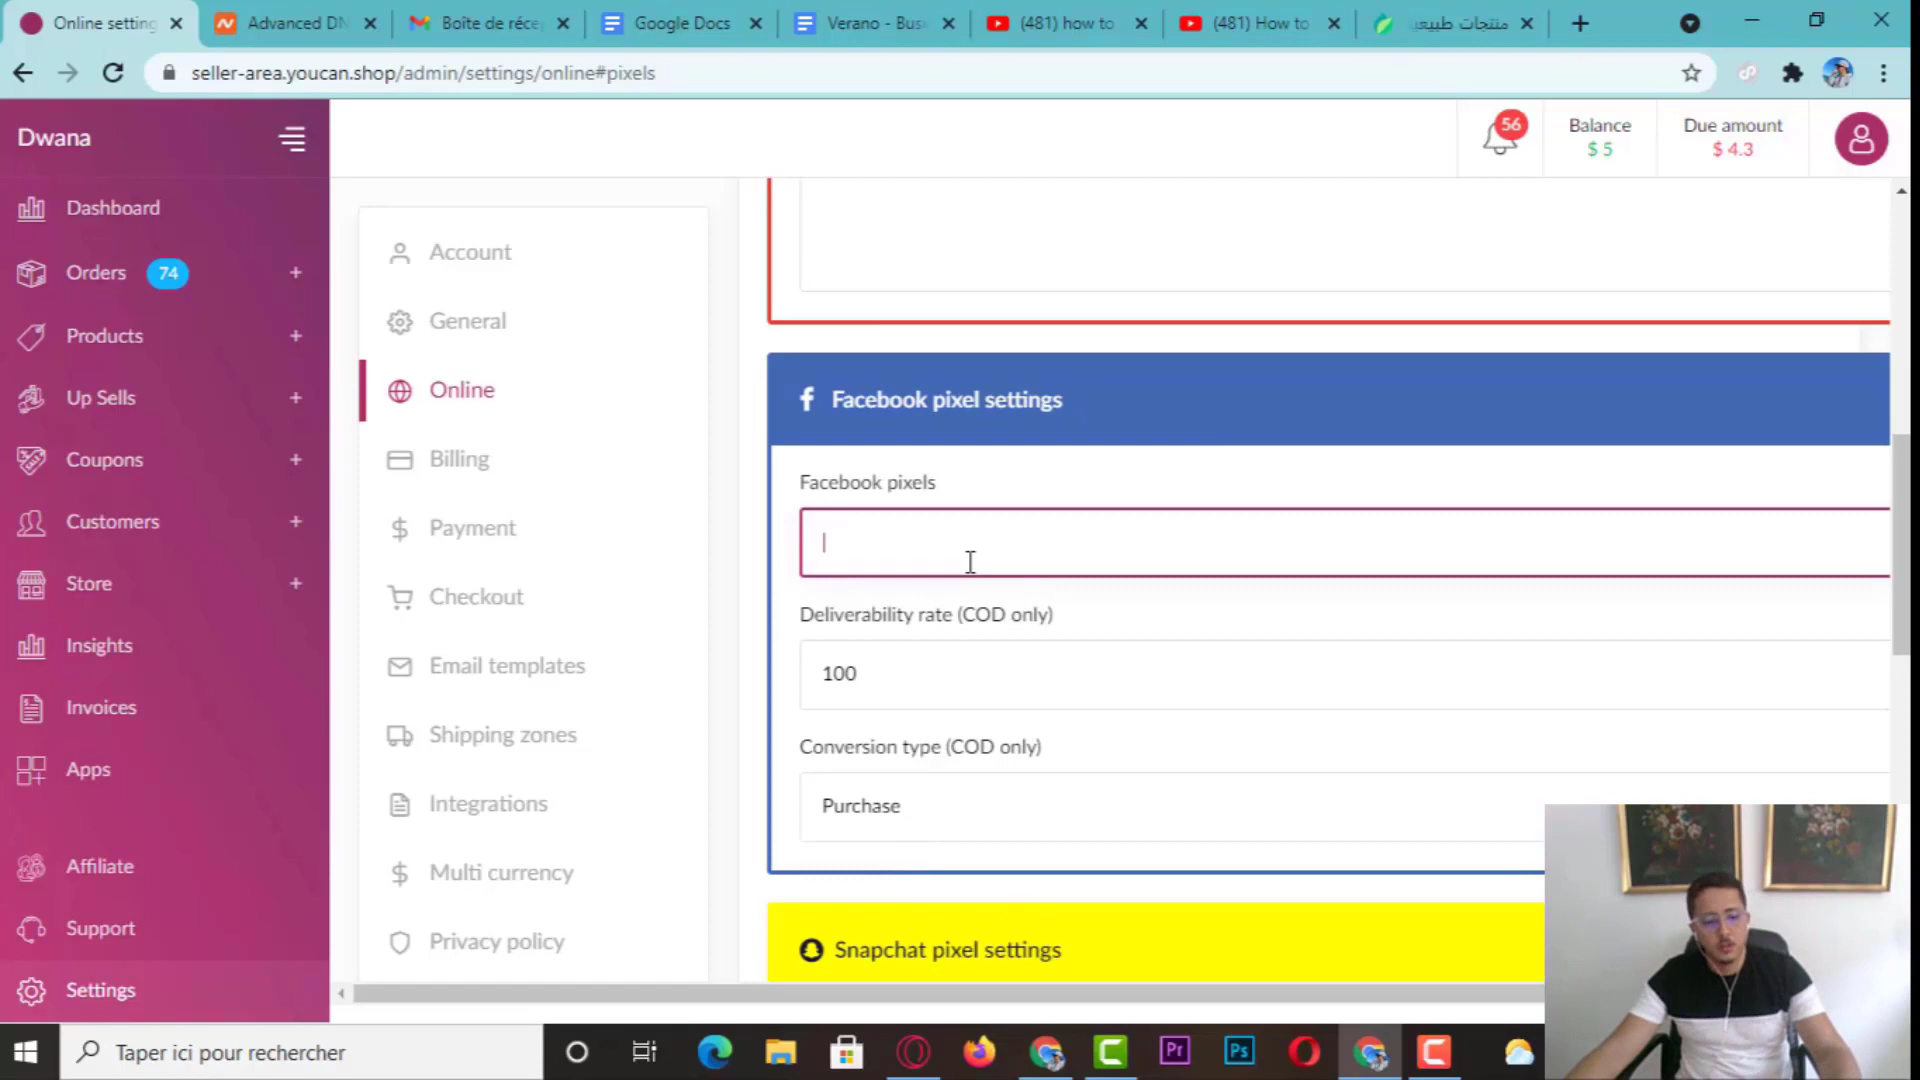 Online setting
Advanced DN
Boîte de réce
Google Docs
Verano - Bus
(481) how to
(481) How to
منتجات طبيعي
seller-area.youcan.shop/admin/settings/online#pixels
Dwana
56
Balance
$ 5
Due amount
$ 4.3
Dashboard
Orders 74
Products
Up Sells
Coupons
Customers
Store
Insights
Invoices
Apps
Affiliate
Support
Settings
Account
General
Online
Billing
Payment
Checkout
Email templates
Shipping zones
Integrations
Multi currency
Privacy policy
Facebook pixel settings
Facebook pixels
Deliverability rate (COD only)
100
Conversion type (COD only)
Purchase
Snapchat pixel settings
Taper ici pour rechercher
Pr
Ps